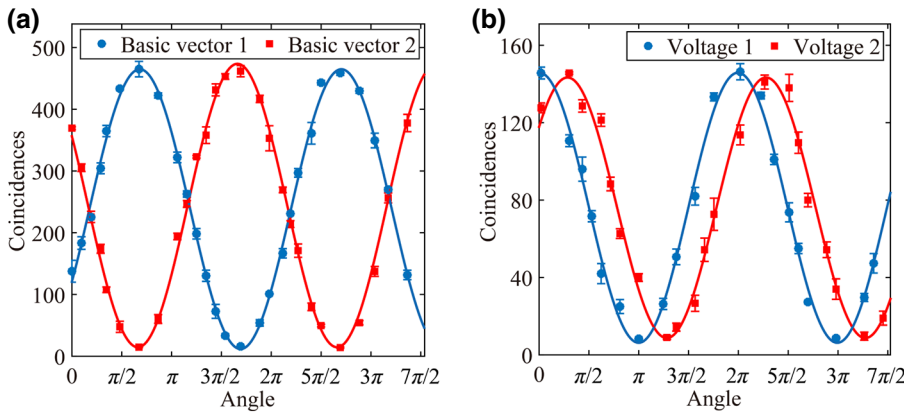 (a)
Basic vector 1 Basic vector 2
500
400
300
200
100
0
Coincidences
0 π/2 π 3π/2 2π 5π/2 3π 7π/2
Angle
(b)
Voltage 1 Voltage 2
160
120
80
40
0
Coincidences
0 π/2 π 3π/2 2π 5π/2 3π 7π/2
Angle